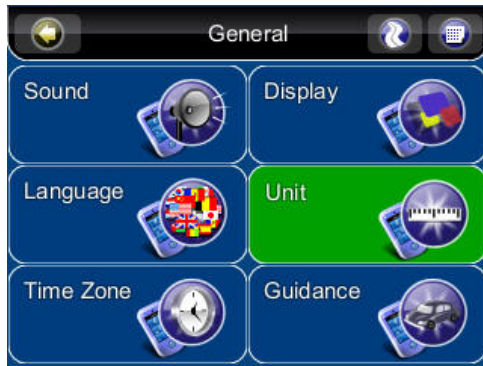 General
Sound
Display
Language
Unit
Time Zone
Guidance